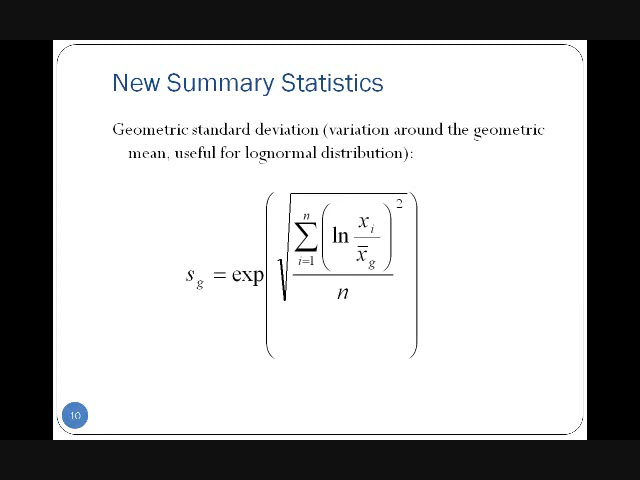 New Summary Statistics
Geometric standard deviation (variation around the geometric
mean, useful for lognormal distribution):
s_g = exp( √( ∑_{i=1}^{n} ( ln x_i / x̅_g )^2 / n ) )
10